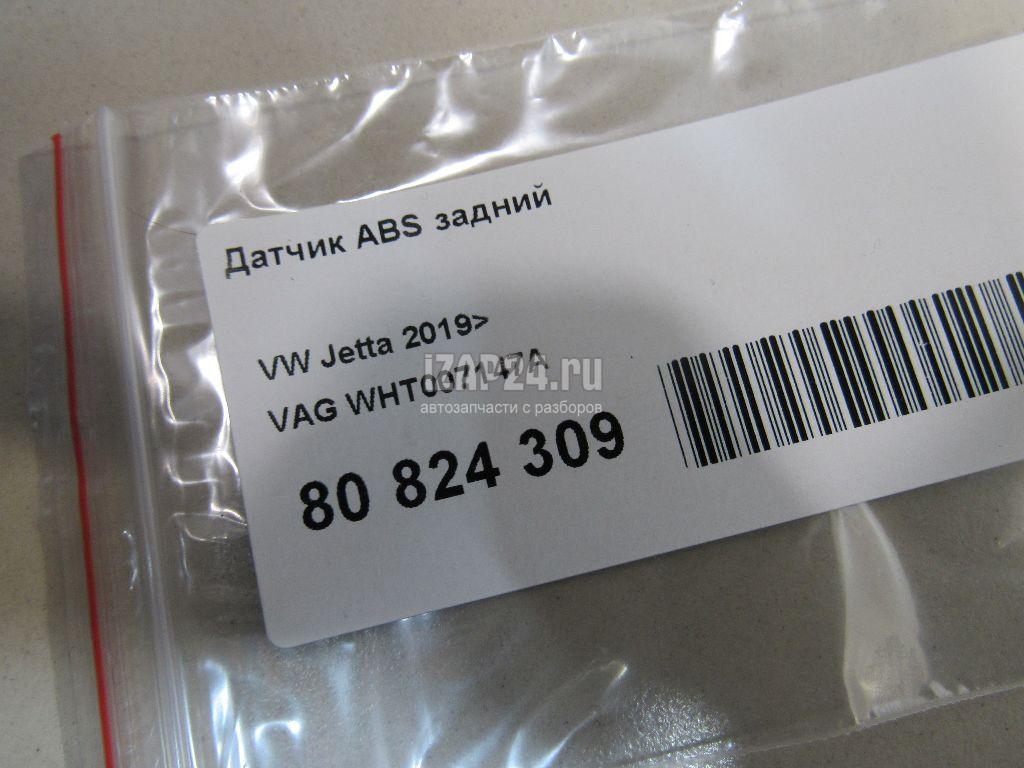 Датчик ABS задний
VW Jetta 2019>
VAG WHT007147A
iZAP24.ru
автозапчасти с разборов
80 824 309